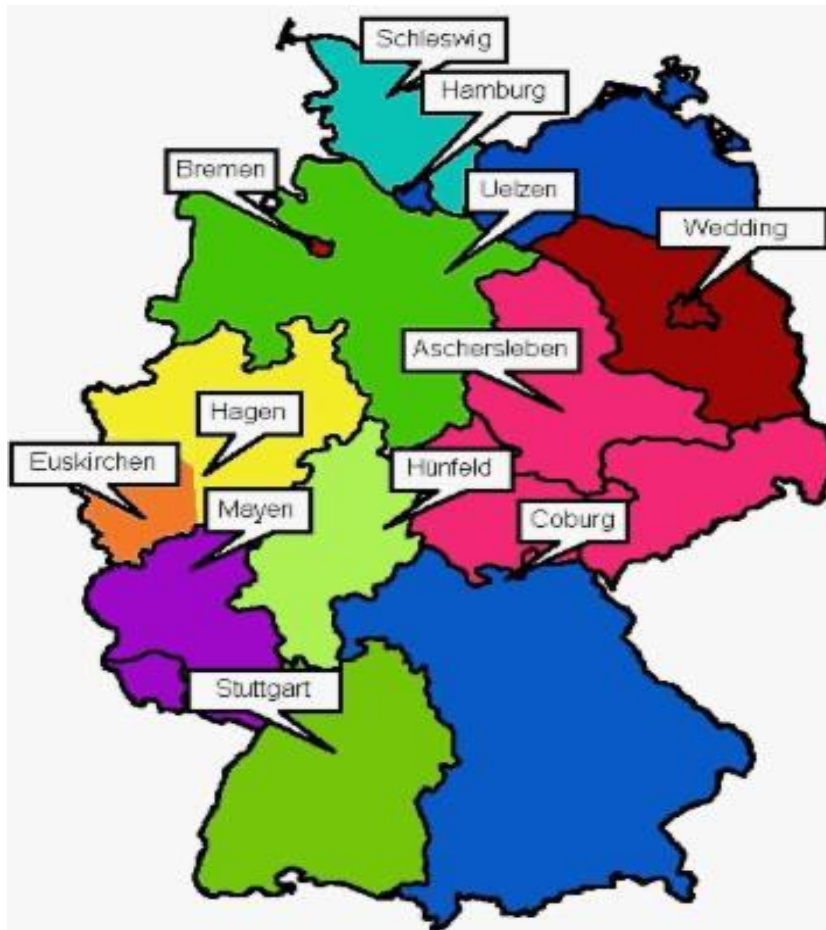 Schleswig
Hamburg
Bremen
Uelzen
Wedding
Aschersleben
Hagen
Euskirchen
Hünfeld
Mayen
Coburg
Stuttgart